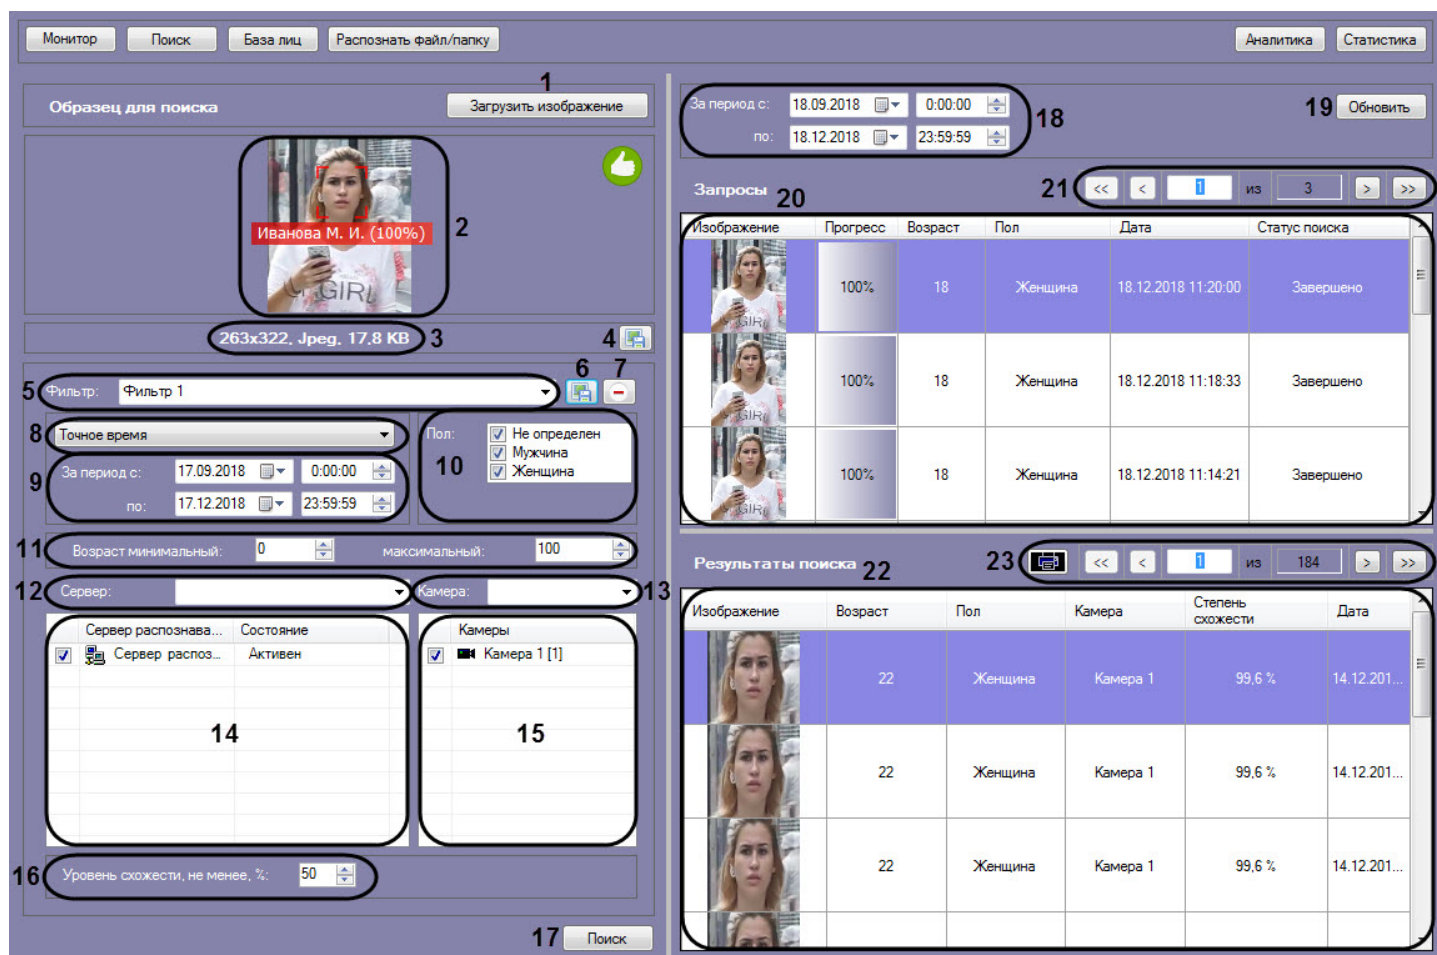 Монитор Поиск База лиц Распознать файл/папку Аналитика Статистика
1
Образец для поиска Загрузить изображение
Иванова М. И. (100%)
2
263x322, Jpeg, 17,8 KB 3 4
6 7
5 Фильтр: Фильтр 1
8 Точное время
9 За период с: 17.09.2018 0:00:00
по: 17.12.2018 23:59:59
Пол: Не определен
Мужчина
Женщина
10
11 Возраст минимальный: 0 максимальный: 100
12 Сервер: Камера: 13
Сервер распознава... Состояние
Сервер распоз... Активен
14
Камеры
Камера 1 [1]
15
16 Уровень схожести, не менее, %: 50
17 Поиск
За период с: 18.09.2018 0:00:00
по: 18.12.2018 23:59:59
18
19 Обновить
Запросы 20 21 << < 1 из 3 > >>
Изображение Прогресс Возраст Пол Дата Статус поиска
100% 18 Женщина 18.12.2018 11:20:00 Завершено
GIRL
100% 18 Женщина 18.12.2018 11:18:33 Завершено
100% 18 Женщина 18.12.2018 11:14:21 Завершено
Результаты поиска 22 23 << < 1 из 184 > >>
Изображение Возраст Пол Камера Степень схожести Дата
22 Женщина Камера 1 99,6 % 14.12.201...
22 Женщина Камера 1 99,6 % 14.12.201...
22 Женщина Камера 1 99,6 % 14.12.201...